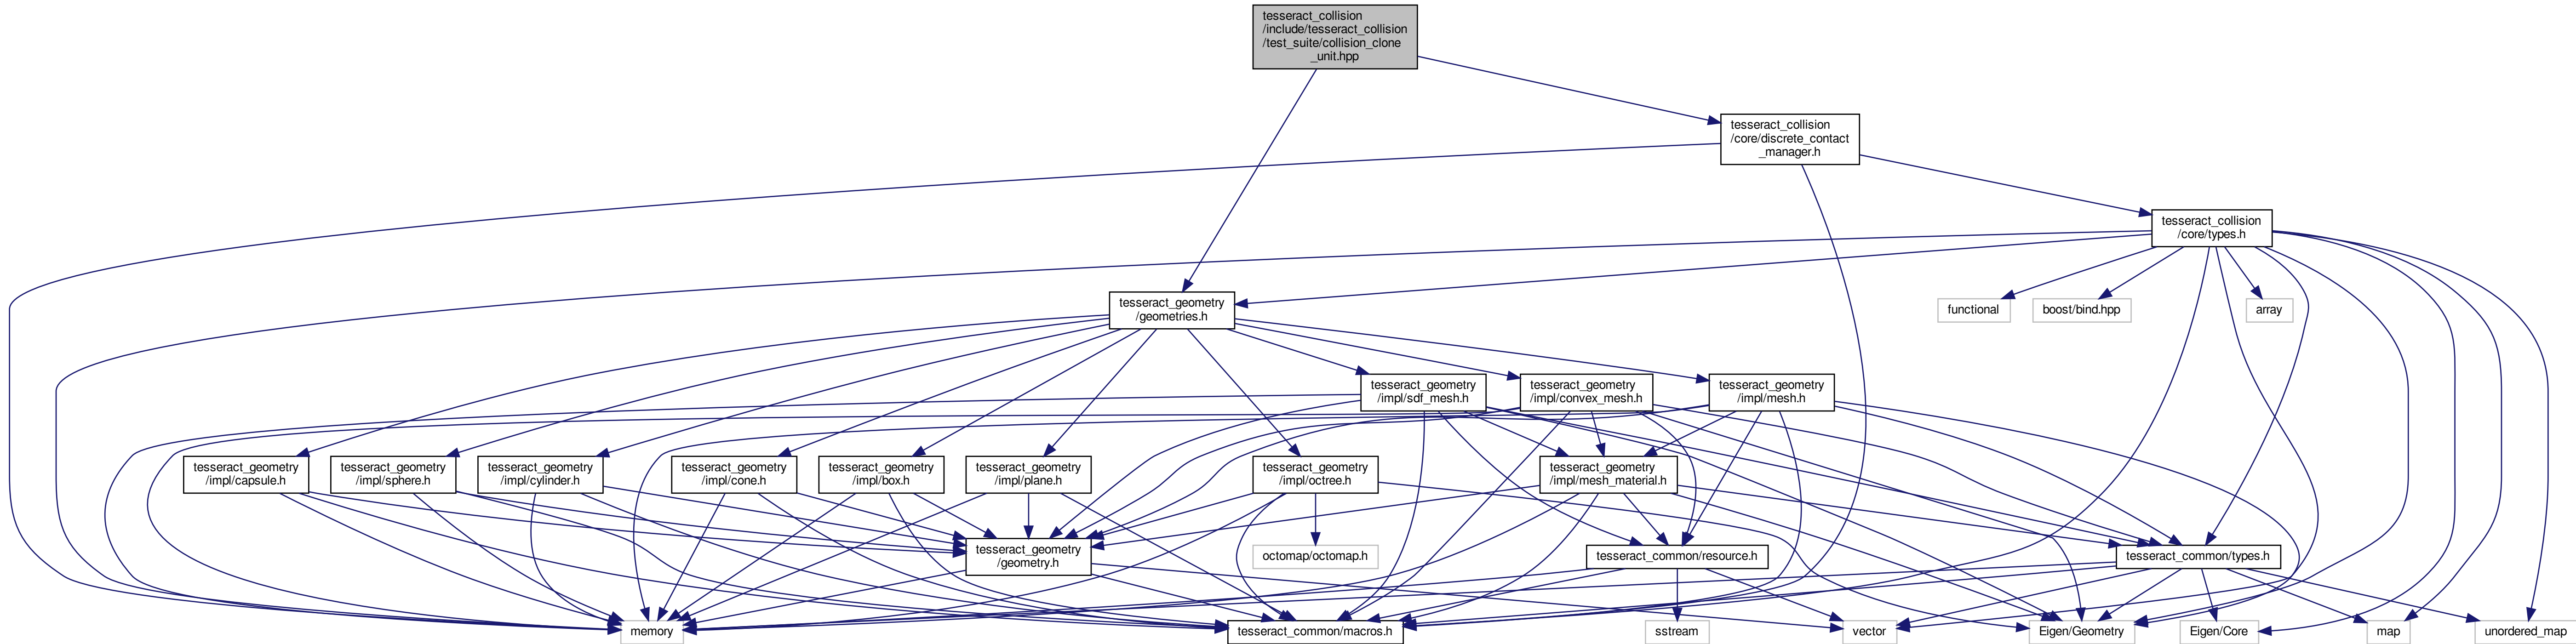 tesseract_collision
/include/tesseract_collision
/test_suite/collision_clone
_unit.hpp
tesseract_collision
/core/discrete_contact
_manager.h
tesseract_collision
/core/types.h
tesseract_geometry
/geometries.h
functional
boost/bind.hpp
array
tesseract_geometry
/impl/sdf_mesh.h
tesseract_geometry
/impl/convex_mesh.h
tesseract_geometry
/impl/mesh.h
tesseract_geometry
/impl/capsule.h
tesseract_geometry
/impl/sphere.h
tesseract_geometry
/impl/cylinder.h
tesseract_geometry
/impl/cone.h
tesseract_geometry
/impl/box.h
tesseract_geometry
/impl/plane.h
tesseract_geometry
/impl/octree.h
tesseract_geometry
/impl/mesh_material.h
tesseract_geometry
/geometry.h
octomap/octomap.h
tesseract_common/resource.h
tesseract_common/types.h
memory
tesseract_common/macros.h
sstream
vector
Eigen/Geometry
Eigen/Core
map
unordered_map